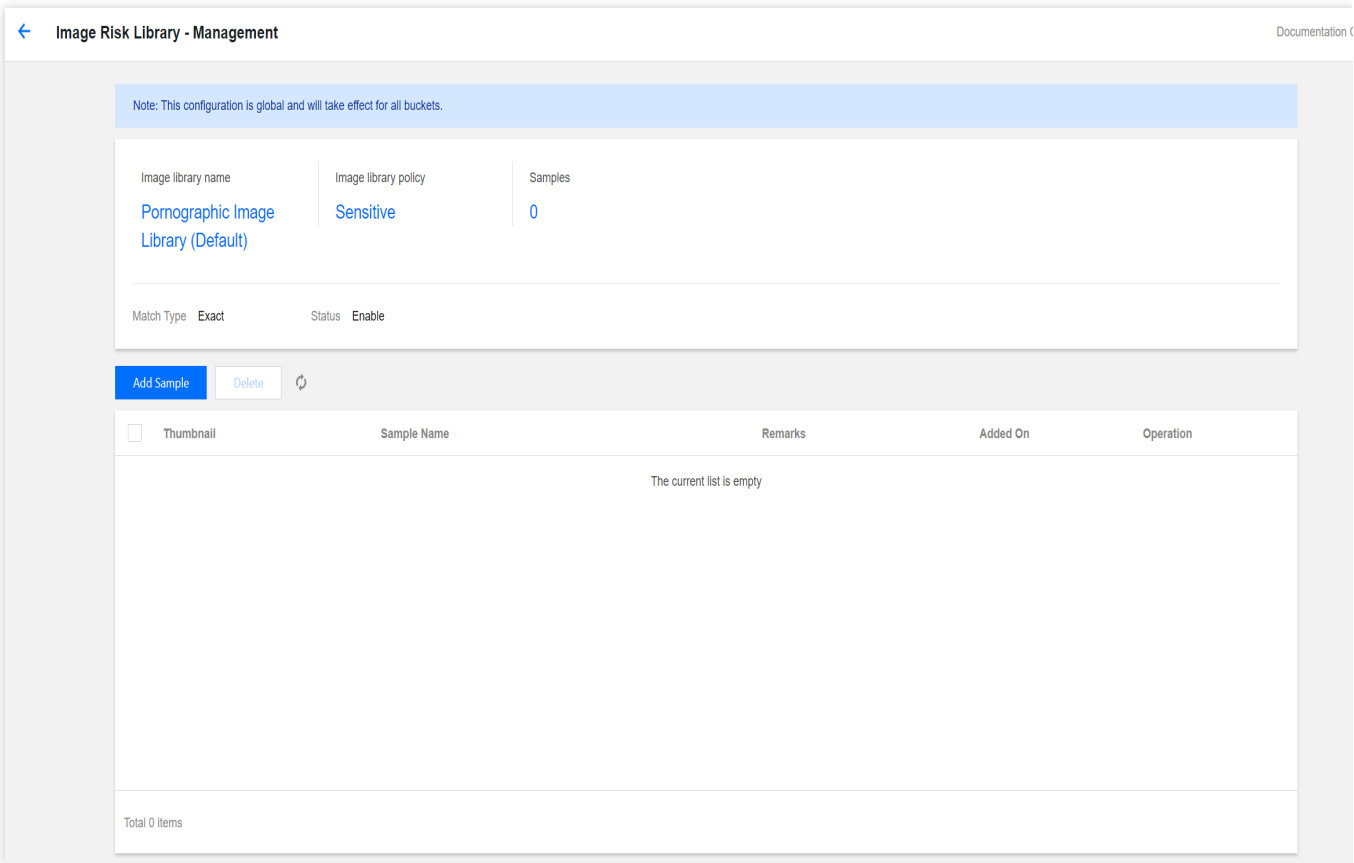 Image Risk Library - Management
Documentation
Note: This configuration is global and will take effect for all buckets.
Image library name
Image library policy
Samples
Pornographic Image
Library (Default)
Sensitive
0
Match Type Exact
Status Enable
Add Sample
Delete
Thumbnail
Sample Name
Remarks
Added On
Operation
The current list is empty
Total 0 items